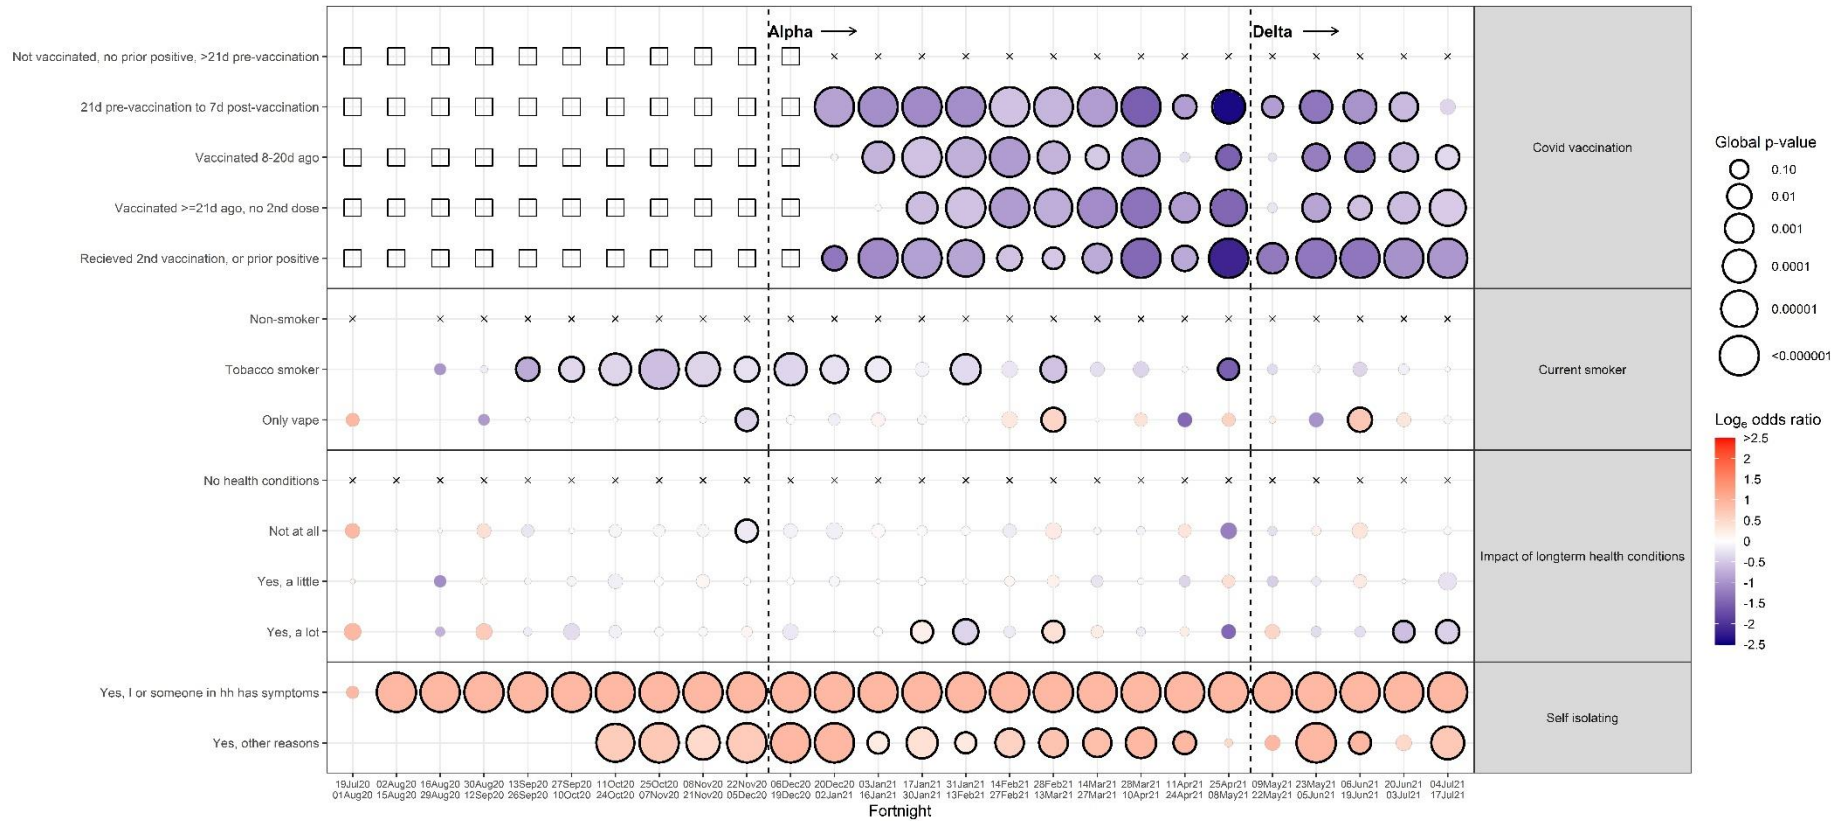 Alpha
Delta
Not vaccinated, no prior positive, >21d pre-vaccination
21d pre-vaccination to 7d post-vaccination
Vaccinated 8-20d ago
Vaccinated >=21d ago, no 2nd dose
Recieved 2nd vaccination, or prior positive
Covid vaccination
Non-smoker
Tobacco smoker
Only vape
Current smoker
No health conditions
Not at all
Yes, a little
Yes, a lot
Impact of longterm health conditions
Yes, I or someone in hh has symptoms
Yes, other reasons
Self isolating
19Jul20 02Aug20 16Aug20 30Aug20 13Sep20 27Sep20 11Oct20 25Oct20 08Nov20 22Nov20 06Dec20 20Dec20 03Jan21 17Jan21 31Jan21 14Feb21 28Feb21 14Mar21 28Mar21 11Apr21 25Apr21 09May21 23May21 06Jun21 20Jun21 04Jul21
01Aug20 15Aug20 29Aug20 12Sep20 26Sep20 10Oct20 24Oct20 07Nov20 21Nov20 05Dec20 19Dec20 02Jan21 16Jan21 30Jan21 13Feb21 27Feb21 13Mar21 27Mar21 10Apr21 24Apr21 08May21 22May21 05Jun21 19Jun21 03Jul21 17Jul21
Fortnight
Global p-value
0.10
0.01
0.001
0.0001
0.00001
<0.000001
Logₑ odds ratio
>2.5
2
1.5
1
0.5
0
-0.5
-1
-1.5
-2
-2.5